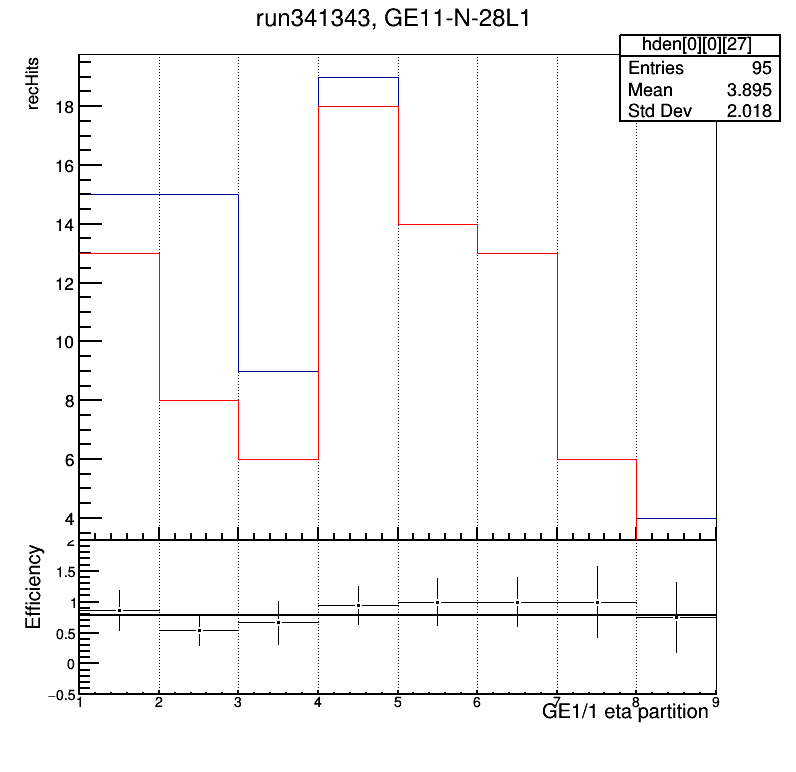 run341343, GE11-N-28L1
hden[0][0][27]
Entries 95
Mean 3.895
Std Dev 2.018
recHits
18
16
14
12
10
8
6
4
Efficiency
2
1.5
1
0.5
0
−0.5
1 2 3 4 5 6 7 8 9
GE1/1 eta partition